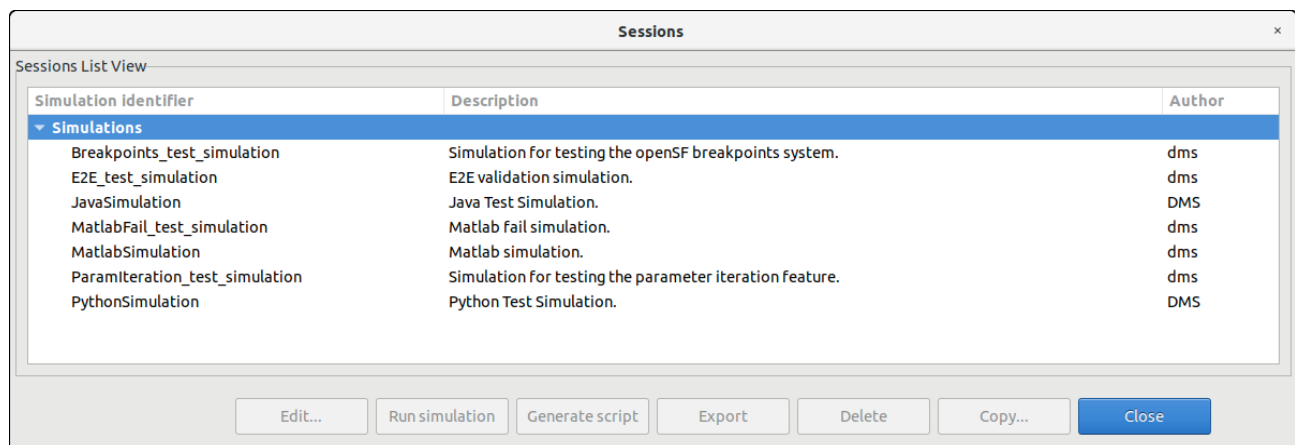 Sessions ×
Sessions List View
Simulation identifier Description Author
Simulations
Breakpoints_test_simulation Simulation for testing the openSF breakpoints system. dms
E2E_test_simulation E2E validation simulation. dms
JavaSimulation Java Test Simulation. DMS
MatlabFail_test_simulation Matlab fail simulation. dms
MatlabSimulation Matlab simulation. dms
ParamIteration_test_simulation Simulation for testing the parameter iteration feature. dms
PythonSimulation Python Test Simulation. DMS
Edit... Run simulation Generate script Export Delete Copy... Close